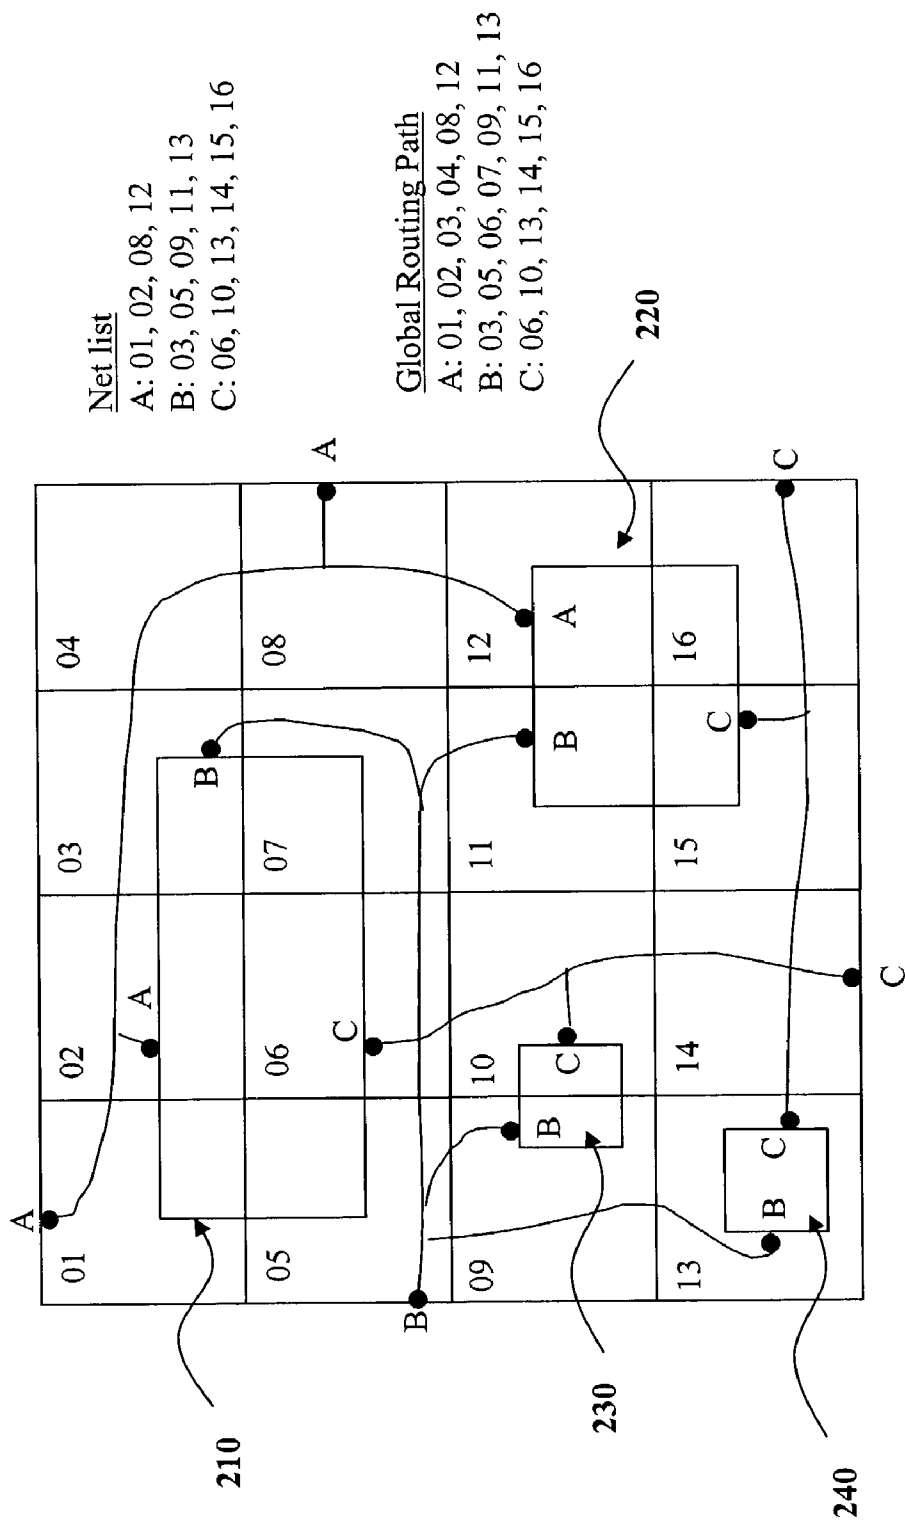 Net list
A: 01, 02, 08, 12
B: 03, 05, 09, 11, 13
C: 06, 10, 13, 14, 15, 16
Global Routing Path
A: 01, 02, 03, 04, 08, 12
B: 03, 05, 06, 07, 09, 11, 13
C: 06, 10, 13, 14, 15, 16
A
01
02
03
04
A
B
210
05
06
07
08
A
C
B
09
10
11
12
B
C
B
A
220
230
13
14
15
16
B
C
C
C
C
240